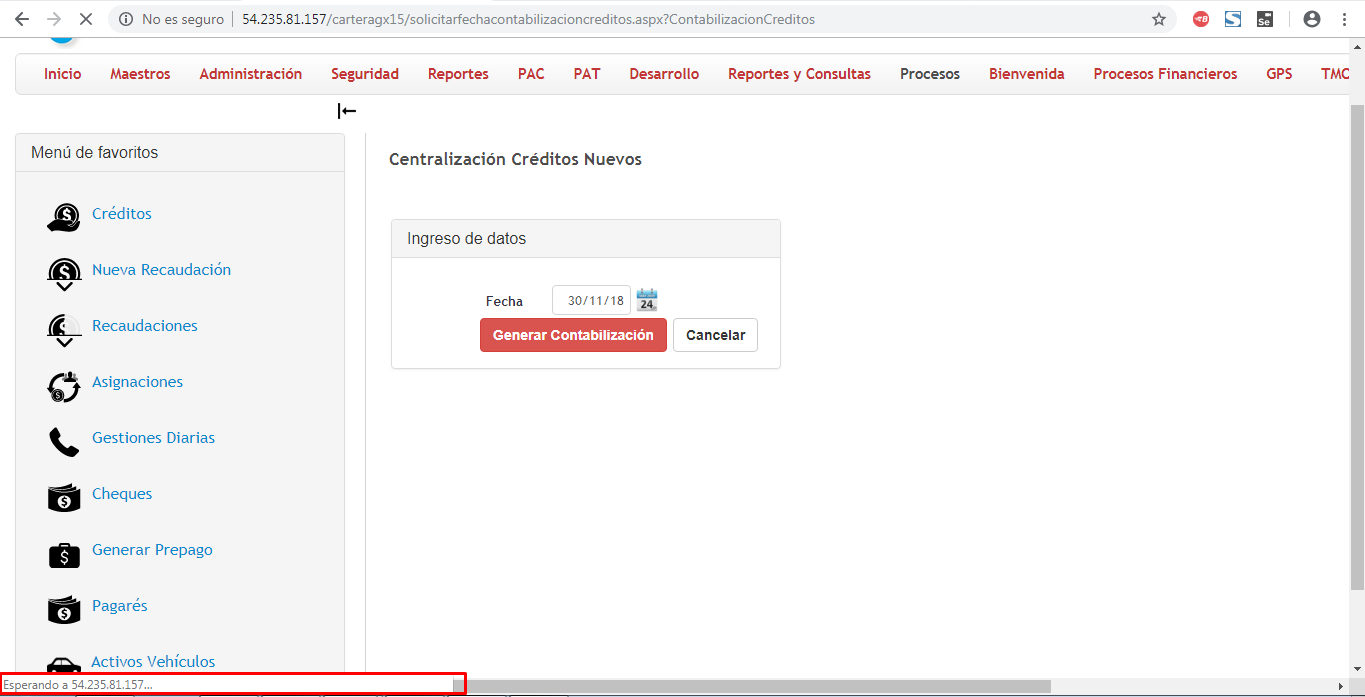 No es seguro 54.235.81.157/carteragx15/solicitarfechacontabilizacioncreditos.aspx?ContabilizacionCreditos
Se
Inicio Maestros Administración Seguridad Reportes PAC PAT Desarrollo Reportes y Consultas Procesos Bienvenida Procesos Financieros GPS TMO
Menú de favoritos
Créditos
Nueva Recaudación
Recaudaciones
Asignaciones
Gestiones Diarias
Cheques
Generar Prepago
Pagarés
Activos Vehículos
Centralización Créditos Nuevos
Ingreso de datos
Fecha 30/11/18 24
Generar Contabilización Cancelar
Esperando a 54.235.81.157...